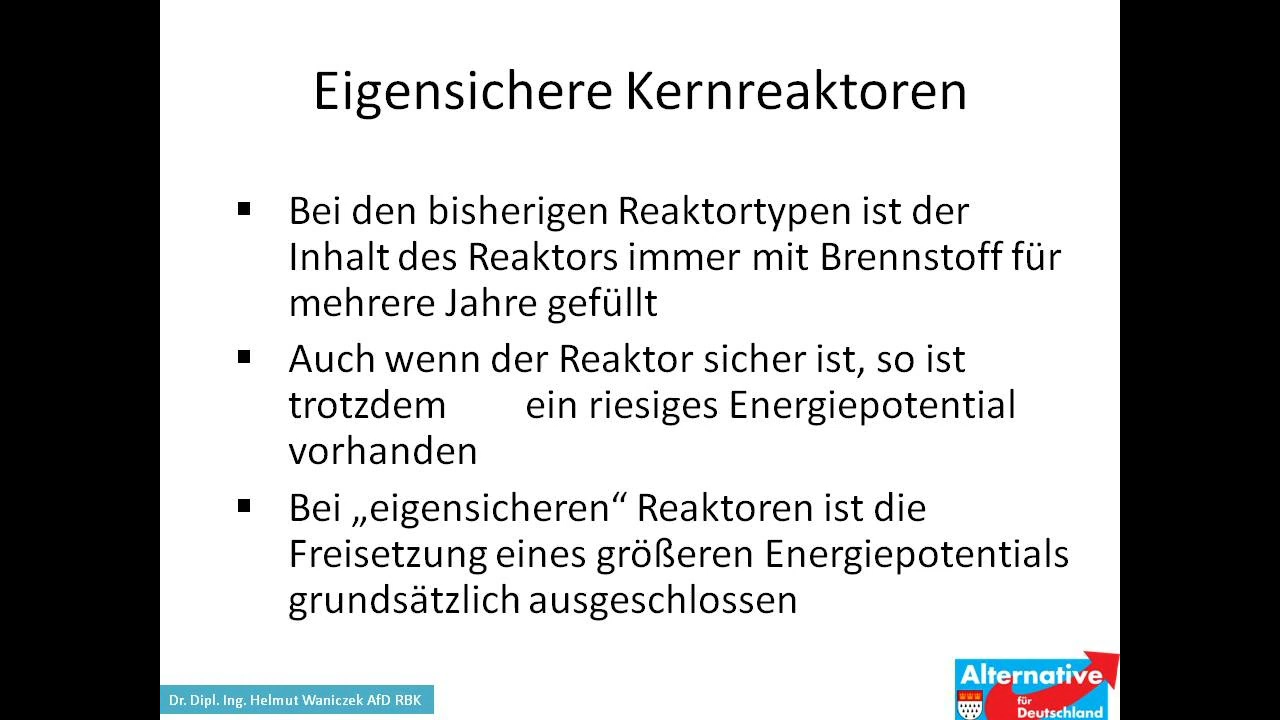 Eigensichere Kernreaktoren
▪ Bei den bisherigen Reaktortypen ist der
Inhalt des Reaktors immer mit Brennstoff für
mehrere Jahre gefüllt
▪ Auch wenn der Reaktor sicher ist, so ist
trotzdem ein riesiges Energiepotential
vorhanden
▪ Bei „eigensicheren“ Reaktoren ist die
Freisetzung eines größeren Energiepotentials
grundsätzlich ausgeschlossen
Dr. Dipl. Ing. Helmut Waniczek AfD RBK
Alternative
für
Deutschland